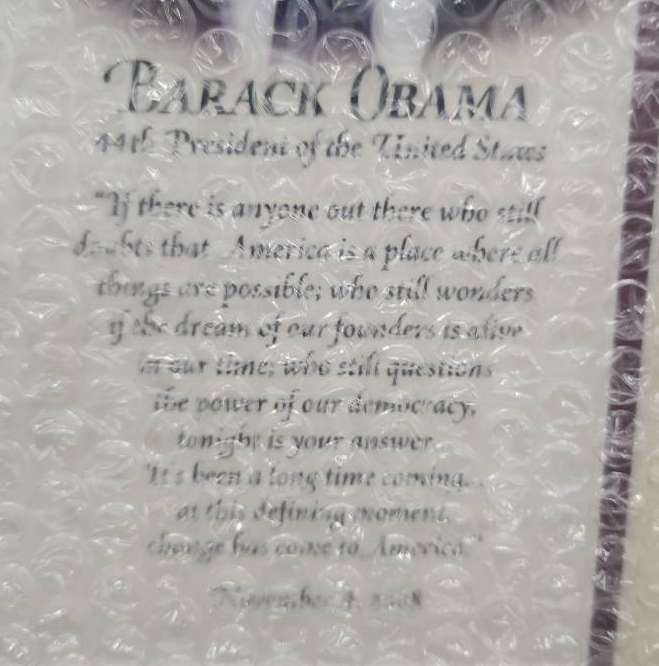 BARACK OBAMA
44th President of the United States
"If there is anyone out there who still
doubts that America is a place where all
things are possible; who still wonders
if the dream of our founders is alive
in our time; who still questions
the power of our democracy,
tonight is your answer.
"It's been a long time coming...
at this defining moment,
change has come to America."
November 4, 2008